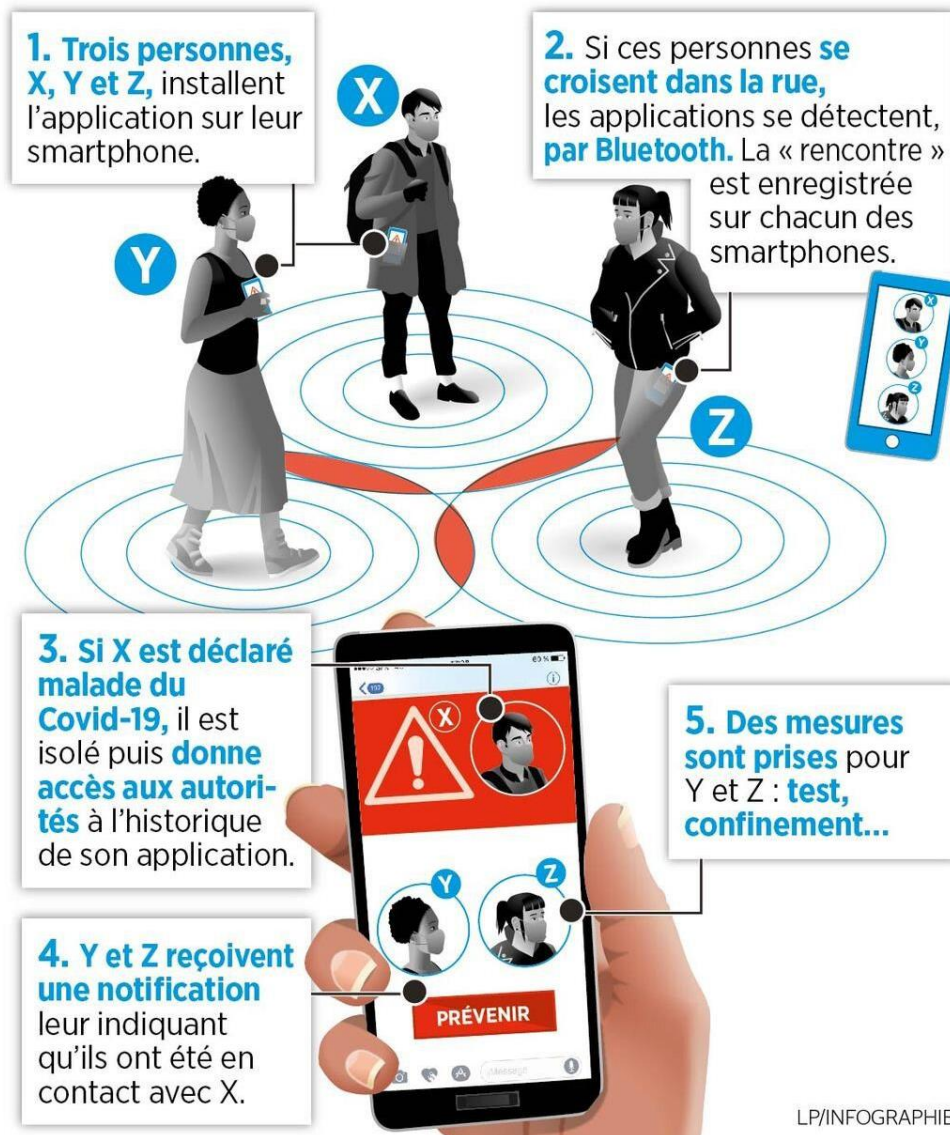 1. Trois personnes,
X, Y et Z, installent
l'application sur leur
smartphone.
X
2. Si ces personnes se
croisent dans la rue,
les applications se détectent,
par Bluetooth. La « rencontre »
est enregistrée
sur chacun des
smartphones.
Y
X
Y
Z
Z
3. Si X est déclaré
malade du
Covid-19, il est
isolé puis donne
accès aux autori-
tés à l'historique
de son application.
197
X
5. Des mesures
sont prises pour
Y et Z : test,
confinement...
Y
Z
4. Y et Z reçoivent
une notification
leur indiquant
qu'ils ont été en
contact avec X.
PRÉVENIR
iMessage
LP/INFOGRAPHIE